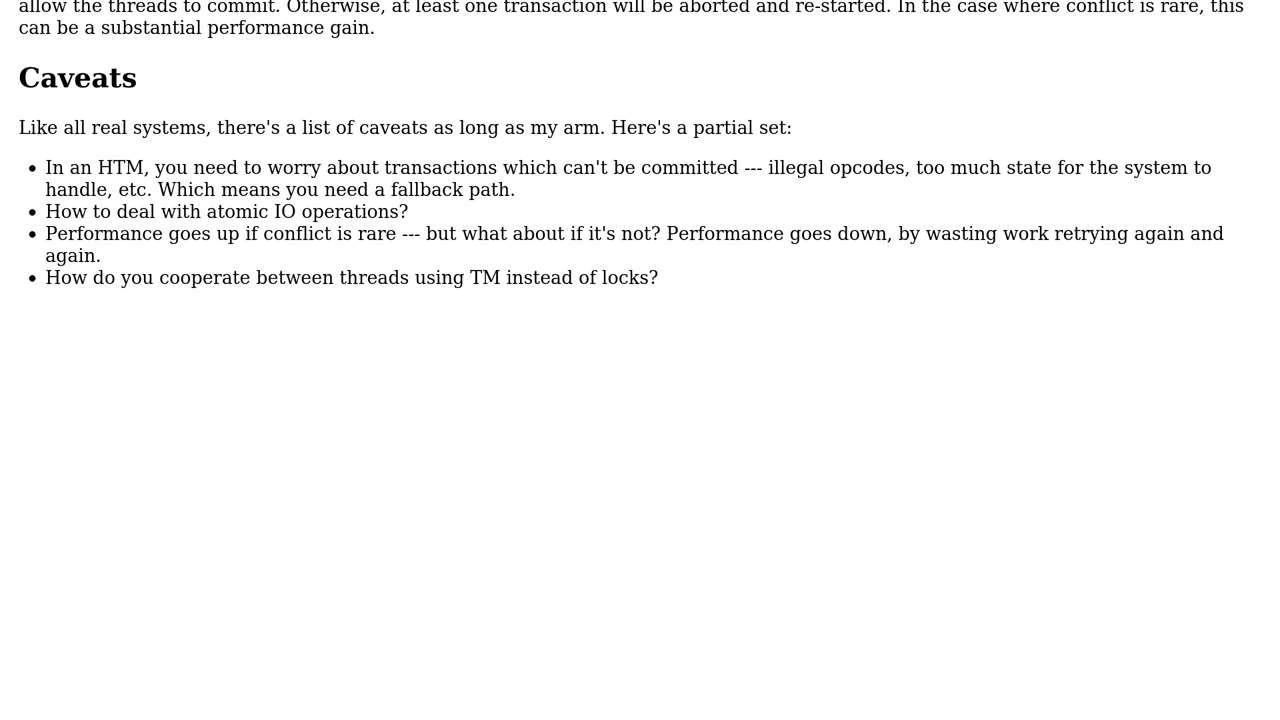 allow the threads to commit. Otherwise, at least one transaction will be aborted and re-started. In the case where conflict is rare, this
can be a substantial performance gain.
Caveats
Like all real systems, there's a list of caveats as long as my arm. Here's a partial set:
• In an HTM, you need to worry about transactions which can't be committed --- illegal opcodes, too much state for the system to
handle, etc. Which means you need a fallback path.
• How to deal with atomic IO operations?
• Performance goes up if conflict is rare --- but what about if it's not? Performance goes down, by wasting work retrying again and
again.
• How do you cooperate between threads using TM instead of locks?